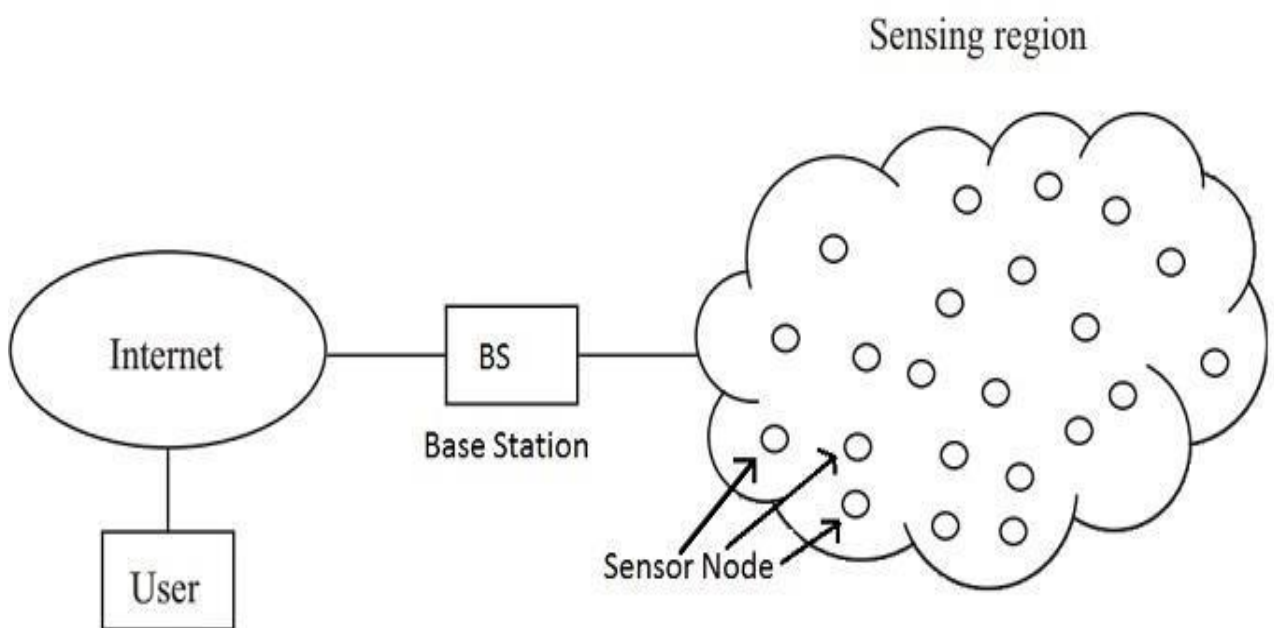 Sensing region
Internet
BS
Base Station
Sensor Node
User